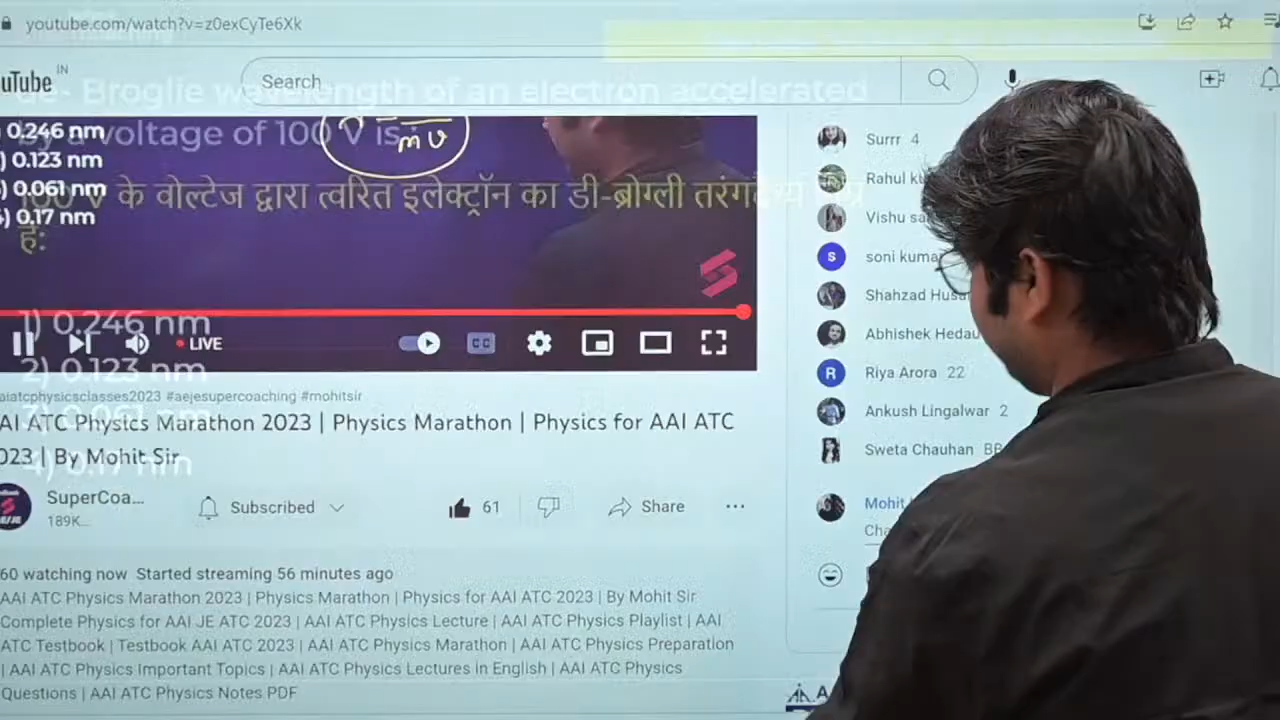 youtube.com/watch?v=z0exCyTe6Xk
uTube IN
Search
de- Broglie wavelength of an electron accelerated
by a voltage of 100 V is:
0.246 nm
) 0.123 nm
) 0.061 nm
) 0.17 nm
m v
100 V के वोल्टेज द्वारा त्वरित इलेक्ट्रॉन का डी-ब्रोग्ली तरंगदैर्ध्य
है:
1) 0.246 nm
2) 0.123 nm
3) 0.061 nm
4) 0.17 nm
LIVE
CC
aiatcphysicsclasses2023 #aejesupercoaching #mohitsir
AI ATC Physics Marathon 2023 | Physics Marathon | Physics for AAI ATC
023 | By Mohit Sir
SuperCoa...
189K...
Subscribed
61
Share
60 watching now Started streaming 56 minutes ago
AAI ATC Physics Marathon 2023 | Physics Marathon | Physics for AAI ATC 2023 | By Mohit Sir
Complete Physics for AAI JE ATC 2023 | AAI ATC Physics Lecture | AAI ATC Physics Playlist | AAI
ATC Testbook | Testbook AAI ATC 2023 | AAI ATC Physics Marathon | AAI ATC Physics Preparation
| AAI ATC Physics Important Topics | AAI ATC Physics Lectures in English | AAI ATC Physics
Questions | AAI ATC Physics Notes PDF
Surrr 4
Rahul
Vishu
S soni
Shahzad
Abhishek
R Riya Arora 22
Ankush Lingalwar 2
Sweta Chauhan
Mohit